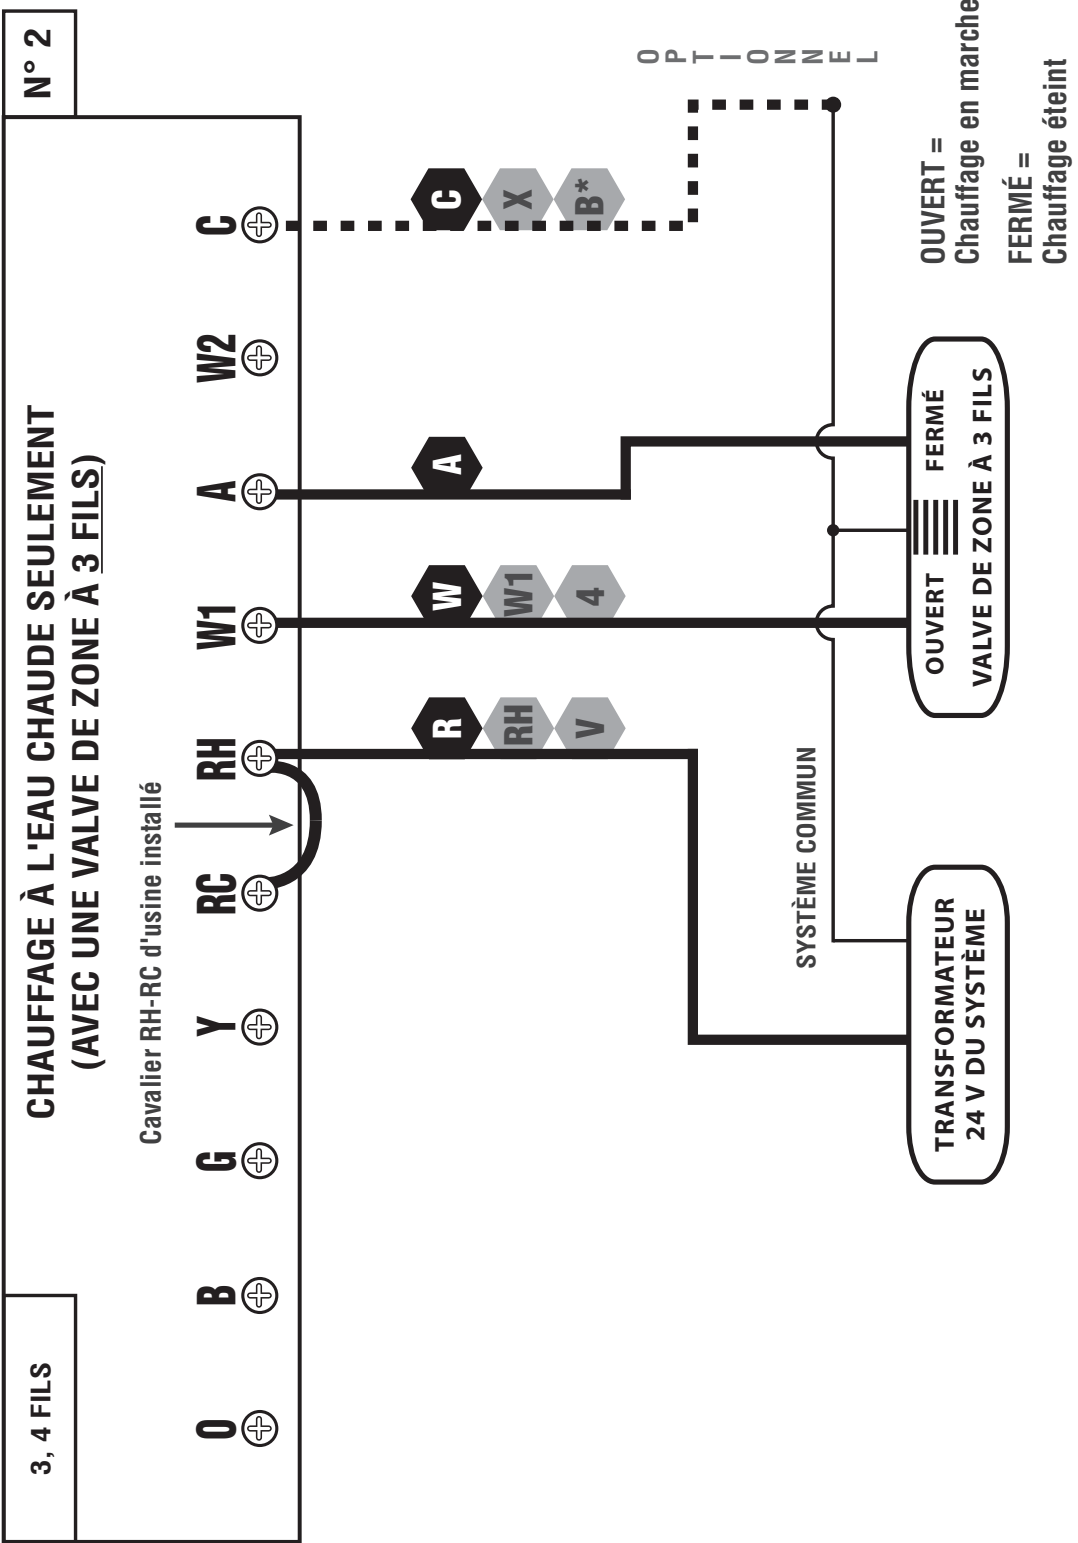 3, 4 FILS
N° 2
CHAUFFAGE À L'EAU CHAUDE SEULEMENT
(AVEC UNE VALVE DE ZONE À 3 FILS)
Cavalier RH-RC d'usine installé
O B G Y RC RH W1 A W2 C
R W A C
RH W1 X
V 4 B*
OPTIONNEL
SYSTÈME COMMUN
TRANSFORMATEUR
24 V DU SYSTÈME
OUVERT FERMÉ
VALVE DE ZONE À 3 FILS
OUVERT =
Chauffage en marche
FERMÉ =
Chauffage éteint